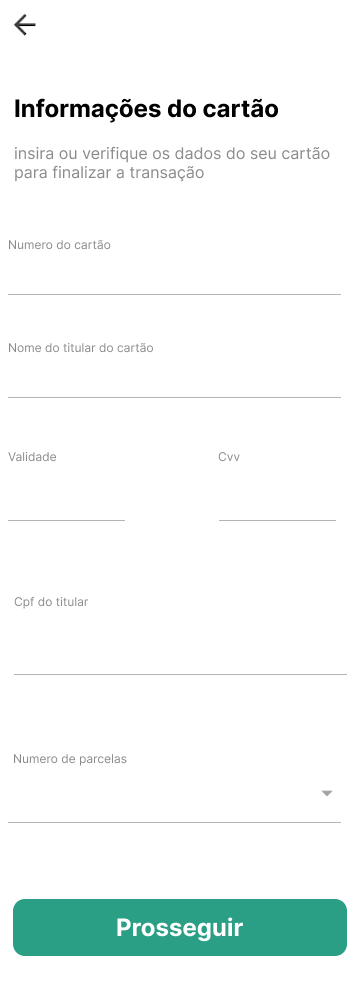 Informações do cartão
insira ou verifique os dados do seu cartão
para finalizar a transação
Numero do cartão
Nome do titular do cartão
Validade
Cvv
Cpf do titular
Numero de parcelas
Prosseguir